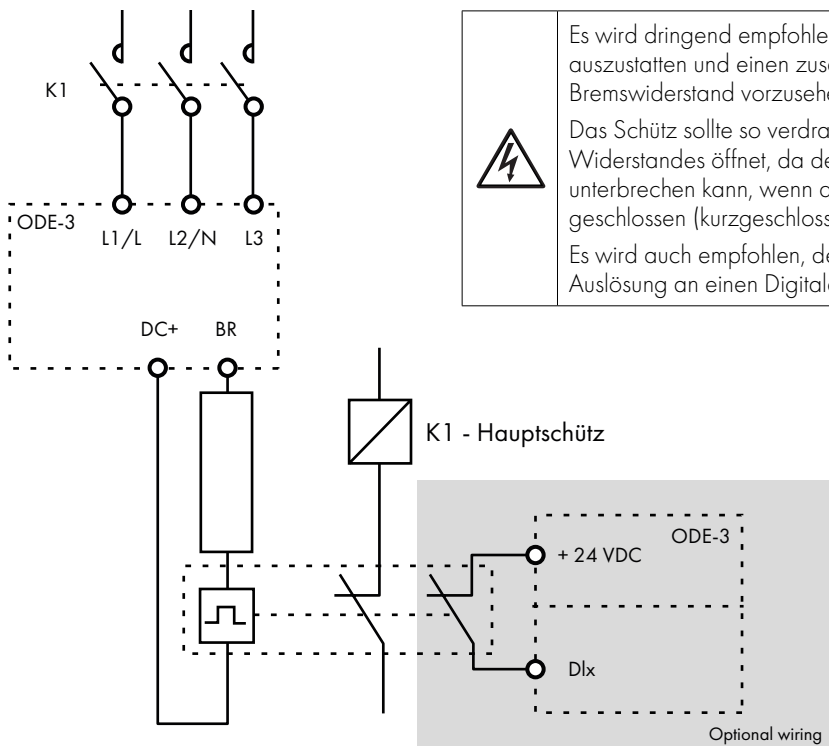 K1
ODE-3
L1/L L2/N L3
DC+ BR
Es wird dringend empfohle
auszustatten und einen
Bremswiderstand vorzusehe
Das Schütz sollte so verdra
Widerstandes öffnet, da de
unterbrechen kann, wenn
geschlossen (kurzgeschloss
Es wird auch empfohlen, de
Auslösung an einen Digitale
K1 - Hauptschütz
ODE-3
+ 24 VDC
DIx
Optional wiring